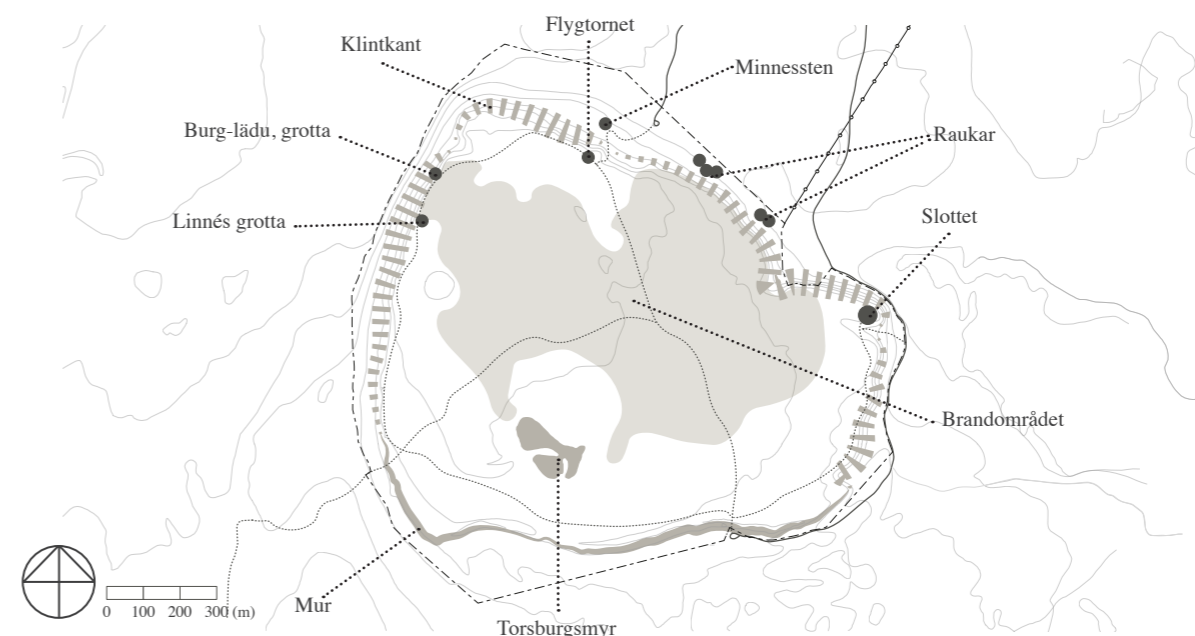 Flygtornet
Klintkant
Minnessten
Burg-lädu, grotta
Raukar
Linnés grotta
Slottet
Brandområdet
Mur
Torsburgsmyr
0 100 200 300 (m)